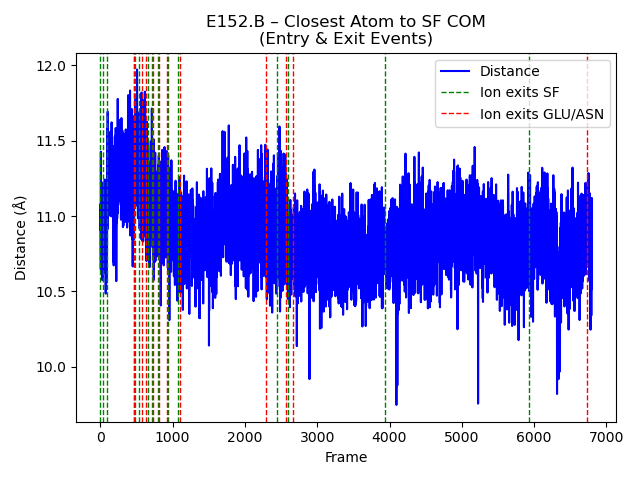 E152.B – Closest Atom to SF COM
(Entry & Exit Events)
Distance
Ion exits SF
Ion exits GLU/ASN
Distance (Å)
12.0
11.5
11.0
10.5
10.0
0 1000 2000 3000 4000 5000 6000 7000
Frame